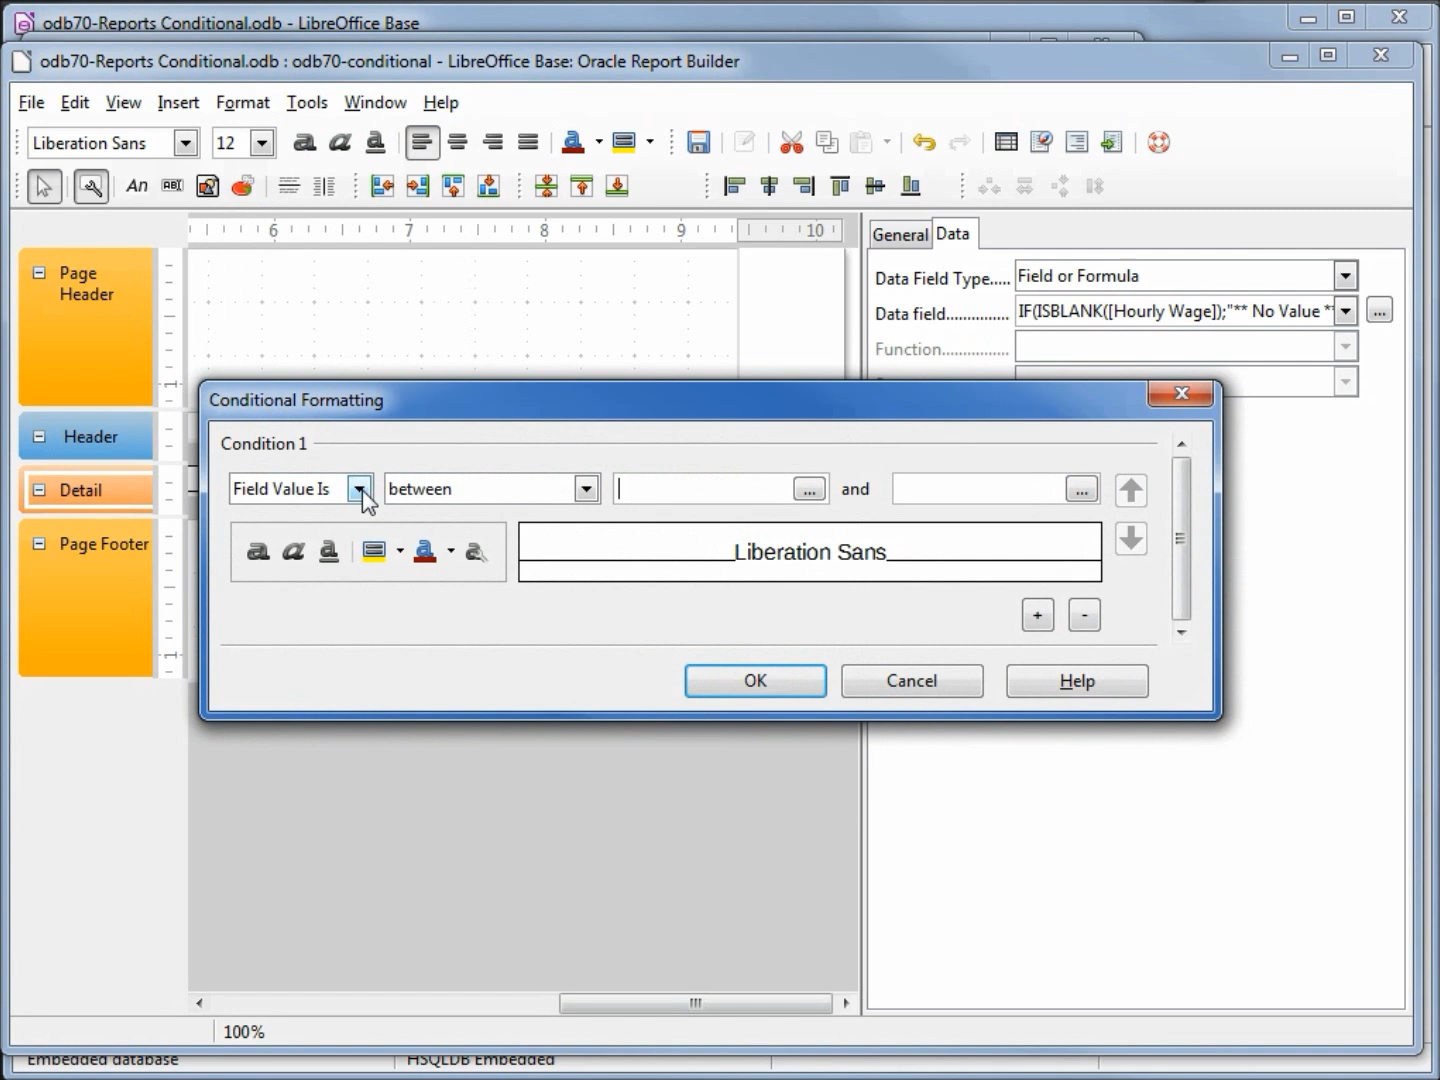 odb70-Reports Conditional.odb - LibreOffice Base
odb70-Reports Conditional.odb : odb70-conditional - LibreOffice Base: Oracle Report Builder
File Edit View Insert Format Tools Window Help
Liberation Sans 12 a a a
An ABI
6 7 8 9 10
General Data
Page Header
Data Field Type..... Field or Formula
Data field............... IF(ISBLANK([Hourly Wage]);"** No Value ** ...
Function................
1
Conditional Formatting
Condition 1
Header
Field Value Is between ... and ...
Detail
Page Footer
a a a a a Liberation Sans
+ -
1
OK Cancel Help
100%
Embedded database HSQLDB Embedded